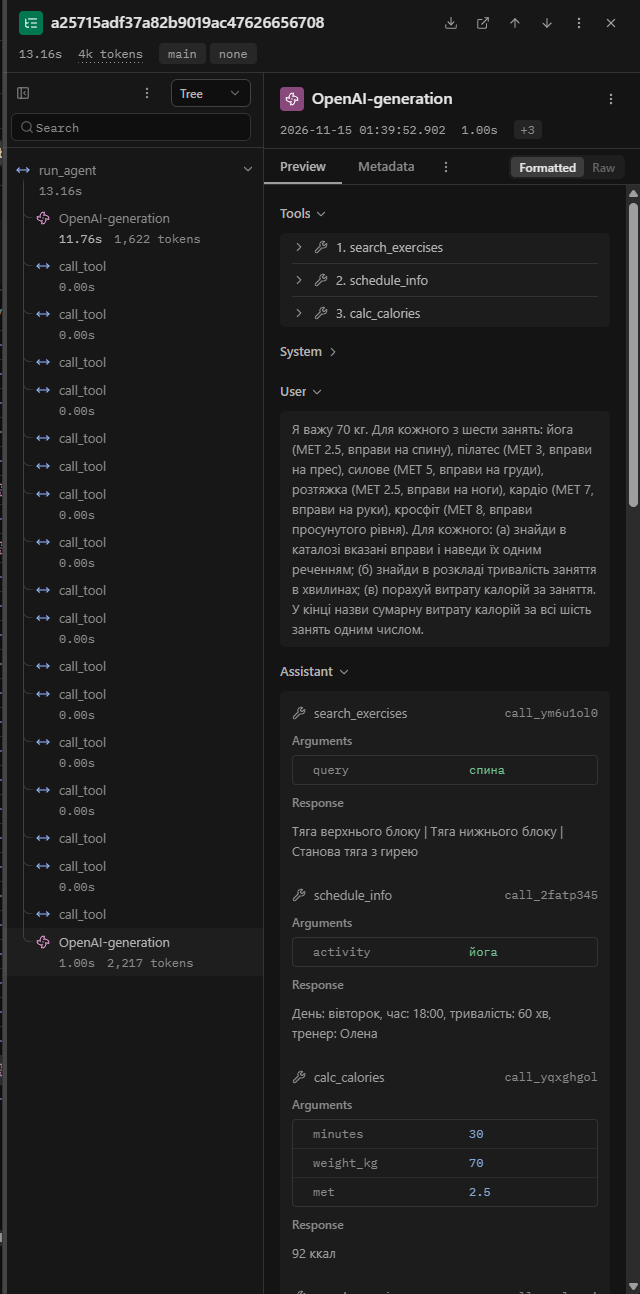 a25715adf37a82b9019ac47626656708
13.16s 4k tokens main none
Tree
Search
run_agent
13.16s
OpenAI-generation
11.76s 1,622 tokens
call_tool
0.00s
call_tool
0.00s
call_tool
call_tool
0.00s
call_tool
call_tool
call_tool
0.00s
call_tool
0.00s
call_tool
call_tool
0.00s
call_tool
call_tool
0.00s
call_tool
0.00s
call_tool
0.00s
call_tool
call_tool
0.00s
call_tool
OpenAI-generation
1.00s 2,217 tokens
OpenAI-generation
2026-11-15 01:39:52.902 1.00s +3
Preview Metadata Formatted Raw
Tools
1. search_exercises
2. schedule_info
3. calc_calories
System
User
Я важу 70 кг. Для кожного з шести занять: йога
(MET 2.5, вправи на спину), пілатес (MET 3, вправи
на прес), силове (MET 5, вправи на груди),
розтяжка (MET 2.5, вправи на ноги), кардіо (MET 7,
вправи на руки), кросфіт (MET 8, вправи
просунутого рівня). Для кожного: (а) знайди в
каталозі вказані вправи і наведи їх одним
реченням; (б) знайди в розкладі тривалість заняття
в хвилинах; (в) порахуй витрату калорій за заняття.
У кінці назви сумарну витрату калорій за всі шість
занять одним числом.
Assistant
search_exercises call_ym6u1ol0
Arguments
query спина
Response
Тяга верхнього блоку | Тяга нижнього блоку |
Станова тяга з гирею
schedule_info call_2fatp345
Arguments
activity йога
Response
День: вівторок, час: 18:00, тривалість: 60 хв,
тренер: Олена
calc_calories call_yqxghgol
Arguments
minutes 30
weight_kg 70
met 2.5
Response
92 ккал